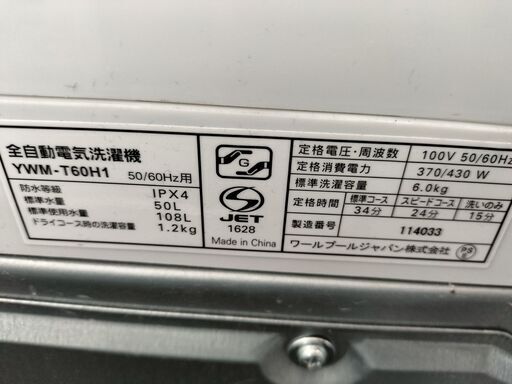 全自動電気洗濯機
YWM-T60H1 50/60Hz用
防水等級 IPX4
標準水量 50L
標準使用水量 108L
ドライコース時の洗濯容量 1.2kg
G
S
JET
1628
Made in China
定格電圧・周波数 100V 50/60Hz
定格消費電力 370/430 W
標準洗濯容量 6.0kg
定格時間 標準コース スピードコース 洗いのみ
34分 24分 15分
製造番号 114033
ワールプールジャパン株式会社
PS
E